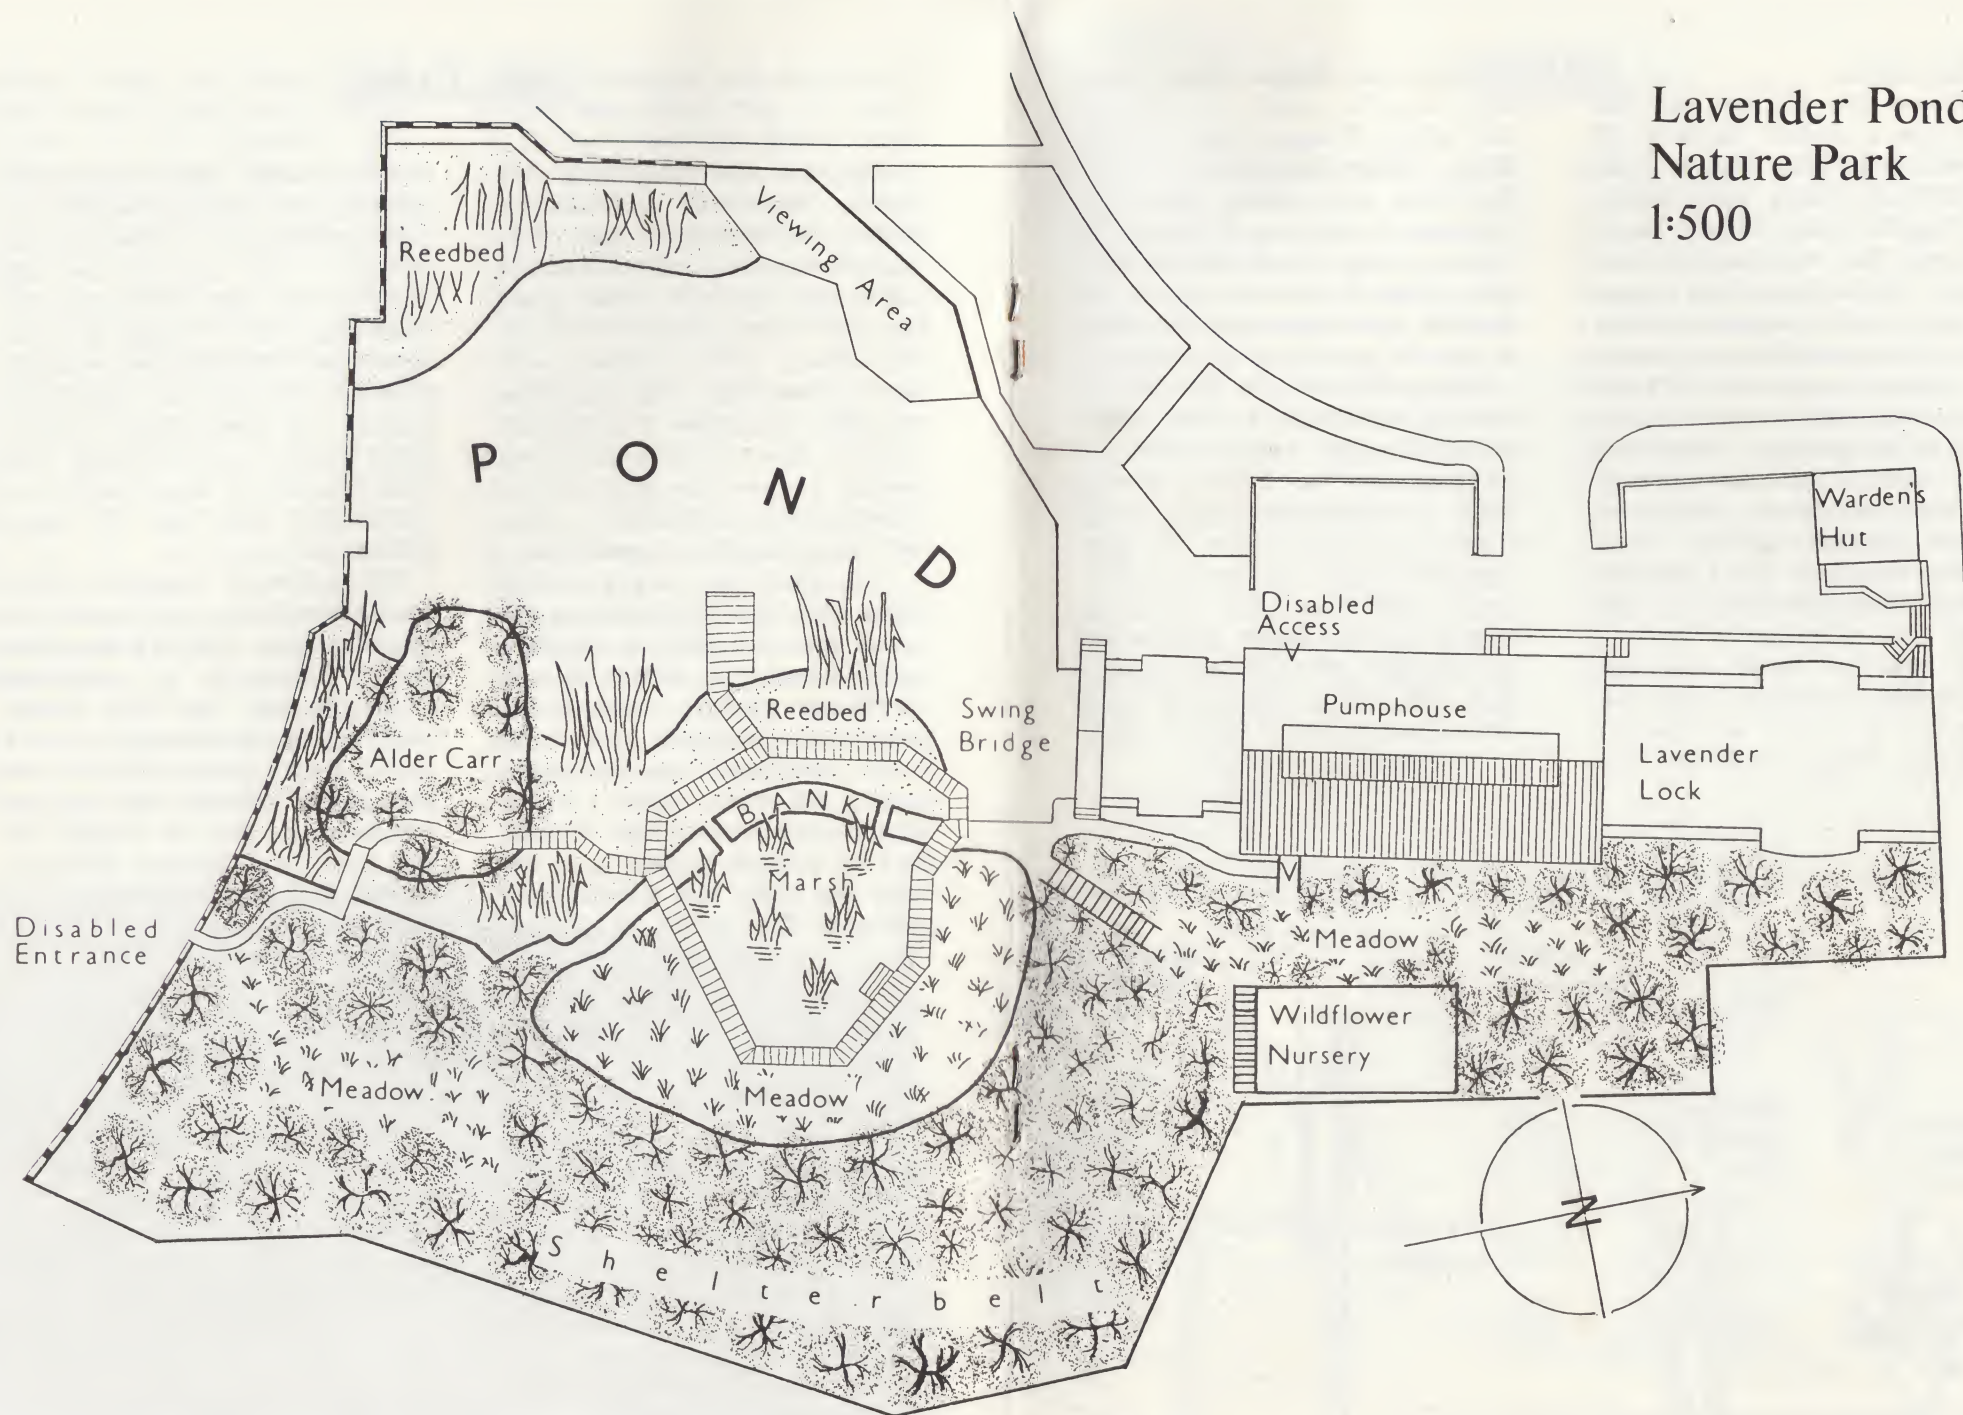 Lavender Pond
Nature Park
1:500
Viewing
Area
Reedbed
POND
Warden's
Hut
Disabled
Access
Pumphouse
Reedbed
Swing
Bridge
Alder Carr
Lavender
Lock
BANK
Marsh
Disabled
Entrance
Meadow
Wildflower
Nursery
Meadow
Meadow
Shelterbelt
N